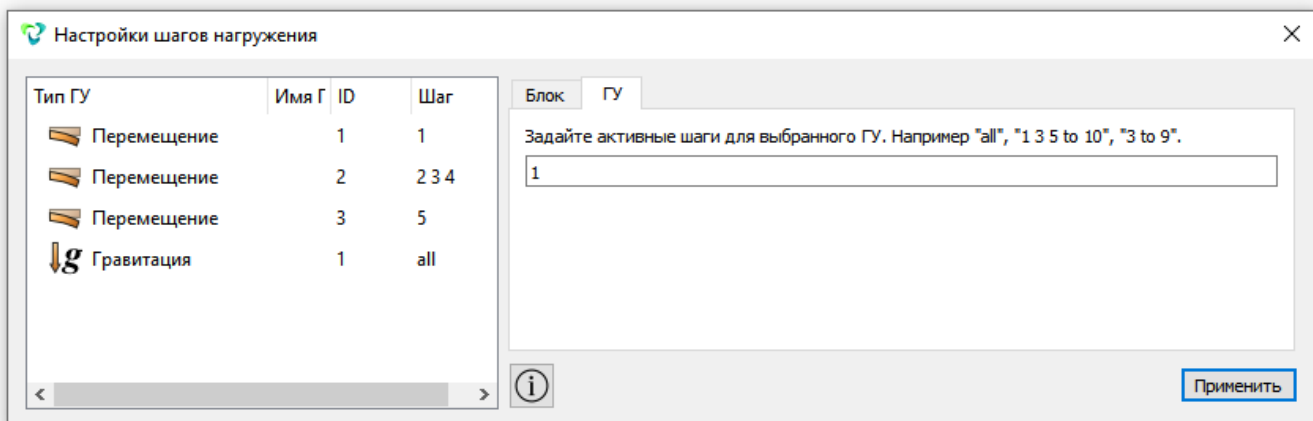 Настройки шагов нагружения
Тип ГУ Имя Г ID Шаг
Перемещение 1 1
Перемещение 2 2 3 4
Перемещение 3 5
g Гравитация 1 all
Блок ГУ
Задайте активные шаги для выбранного ГУ. Например "all", "1 3 5 to 10", "3 to 9".
1
i
Применить